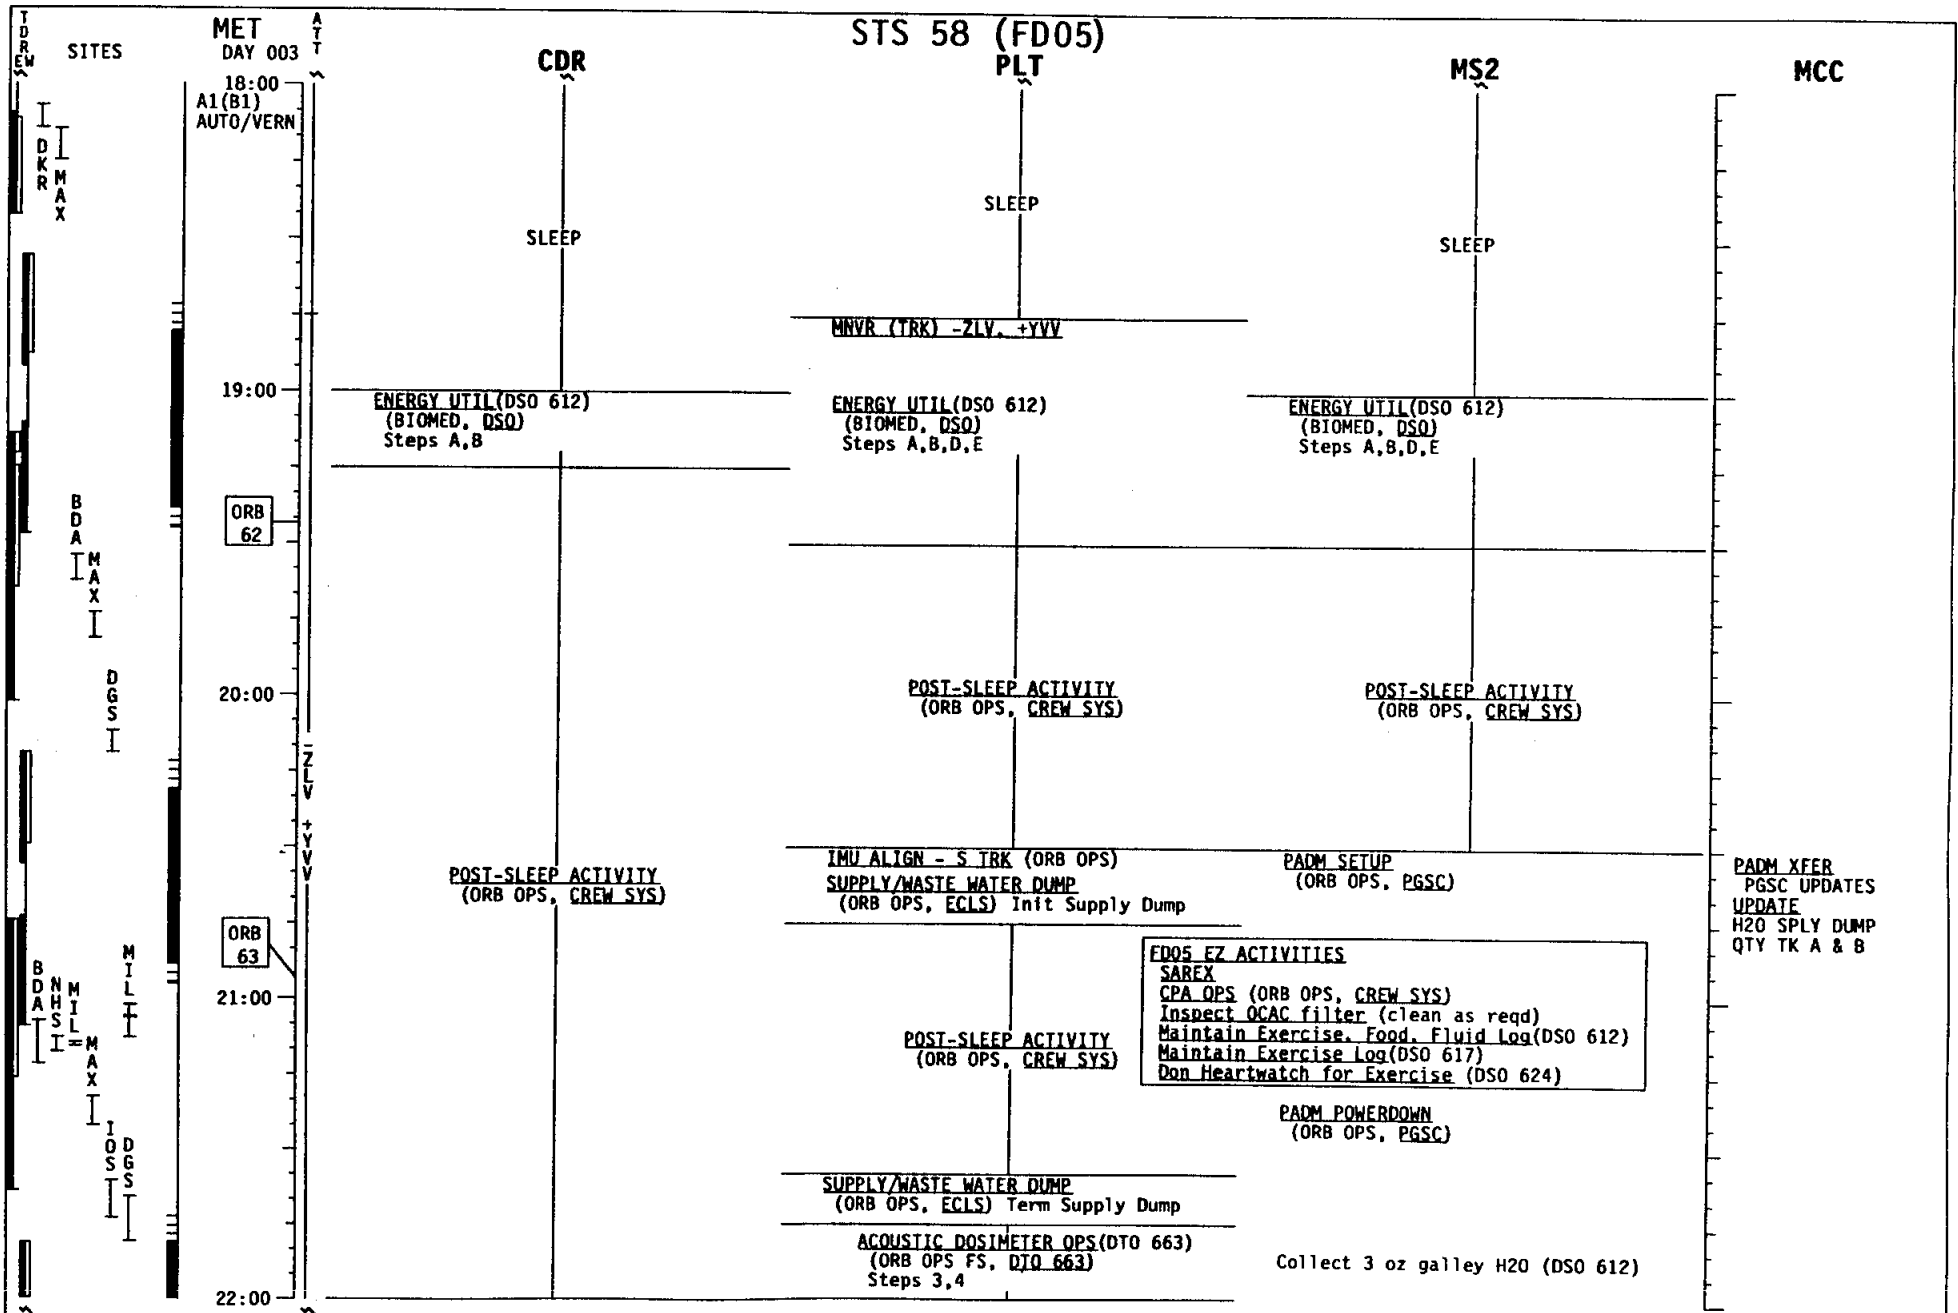 STS 58 (FD05)
TDRS
EW
SITES
MET
DAY 003
ATT
CDR
PLT
MS2
MCC
18:00
A1(B1)
AUTO/VERN
DKR
MAX
SLEEP
SLEEP
SLEEP
MNVR (TRK) -ZLV, +YVV
19:00
ENERGY UTIL(DSO 612)
(BIOMED, DSO)
Steps A,B
ENERGY UTIL(DSO 612)
(BIOMED, DSO)
Steps A,B,D,E
ENERGY UTIL(DSO 612)
(BIOMED, DSO)
Steps A,B,D,E
BDA
MAX
DGS
ORB
62
20:00
POST-SLEEP ACTIVITY
(ORB OPS, CREW SYS)
POST-SLEEP ACTIVITY
(ORB OPS, CREW SYS)
-ZLV +YVV
POST-SLEEP ACTIVITY
(ORB OPS, CREW SYS)
IMU ALIGN - S TRK (ORB OPS)
SUPPLY/WASTE WATER DUMP
(ORB OPS, ECLS) Init Supply Dump
PADM SETUP
(ORB OPS, PGSC)
PADM XFER
PGSC UPDATES
UPDATE
H2O SPLY DUMP
QTY TK A & B
ORB
63
BDA
NHS
MIL
MAX
MIL
IOS
DGS
21:00
FD05 EZ ACTIVITIES
SAREX
CPA OPS (ORB OPS, CREW SYS)
Inspect OCAC filter (clean as reqd)
Maintain Exercise, Food, Fluid Log(DSO 612)
Maintain Exercise Log(DSO 617)
Don Heartwatch for Exercise (DSO 624)
POST-SLEEP ACTIVITY
(ORB OPS, CREW SYS)
PADM POWERDOWN
(ORB OPS, PGSC)
SUPPLY/WASTE WATER DUMP
(ORB OPS, ECLS) Term Supply Dump
ACOUSTIC DOSIMETER OPS(DTO 663)
(ORB OPS FS, DTO 663)
Steps 3,4
Collect 3 oz galley H2O (DSO 612)
22:00